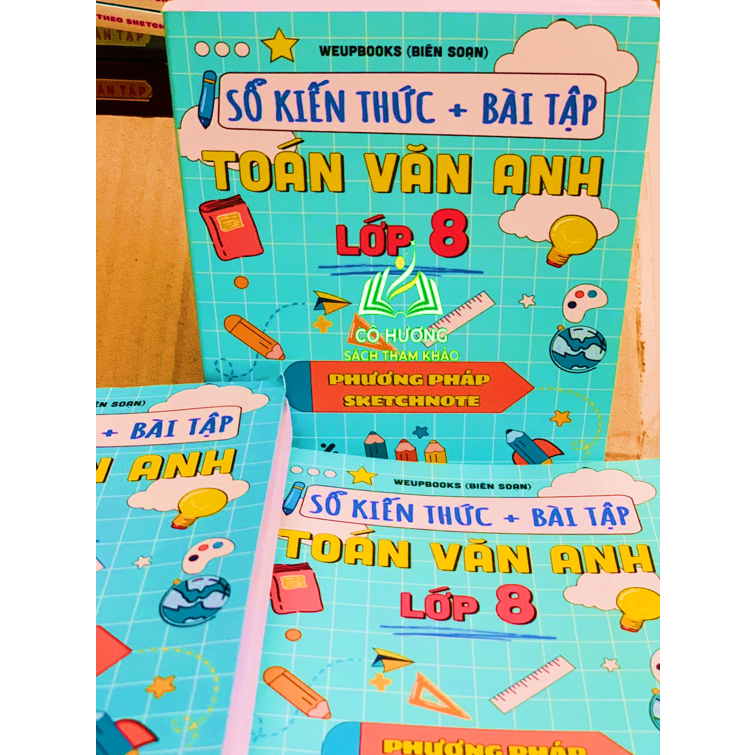 THEO SKETCH
WEUPBOOKS (BIÊN SOẠN)
SỔ KIẾN THỨC + BÀI TẬP
TOÁN VĂN ANH
LỚP 8
CÔ HƯƠNG
SÁCH THAM KHẢO
PHƯƠNG PHÁP
SKETCHNOTE
BIÊN SOẠN)
+ BÀI TẬP
ANH
WEUPBOOKS (BIÊN SOẠN)
SỔ KIẾN THỨC + BÀI TẬP
TOÁN VĂN ANH
LỚP 8
PHƯƠNG PHÁP